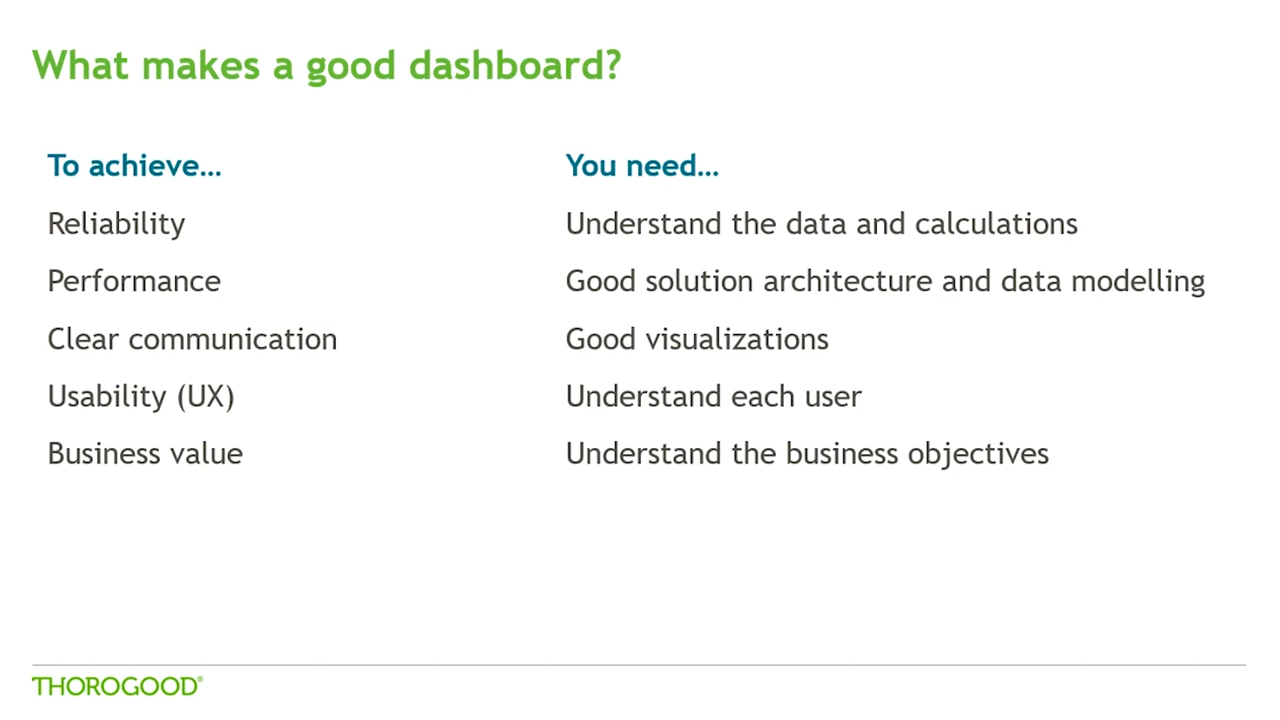 What makes a good dashboard?
To achieve… You need…
Reliability Understand the data and calculations
Performance Good solution architecture and data modelling
Clear communication Good visualizations
Usability (UX) Understand each user
Business value Understand the business objectives
THOROGOOD®